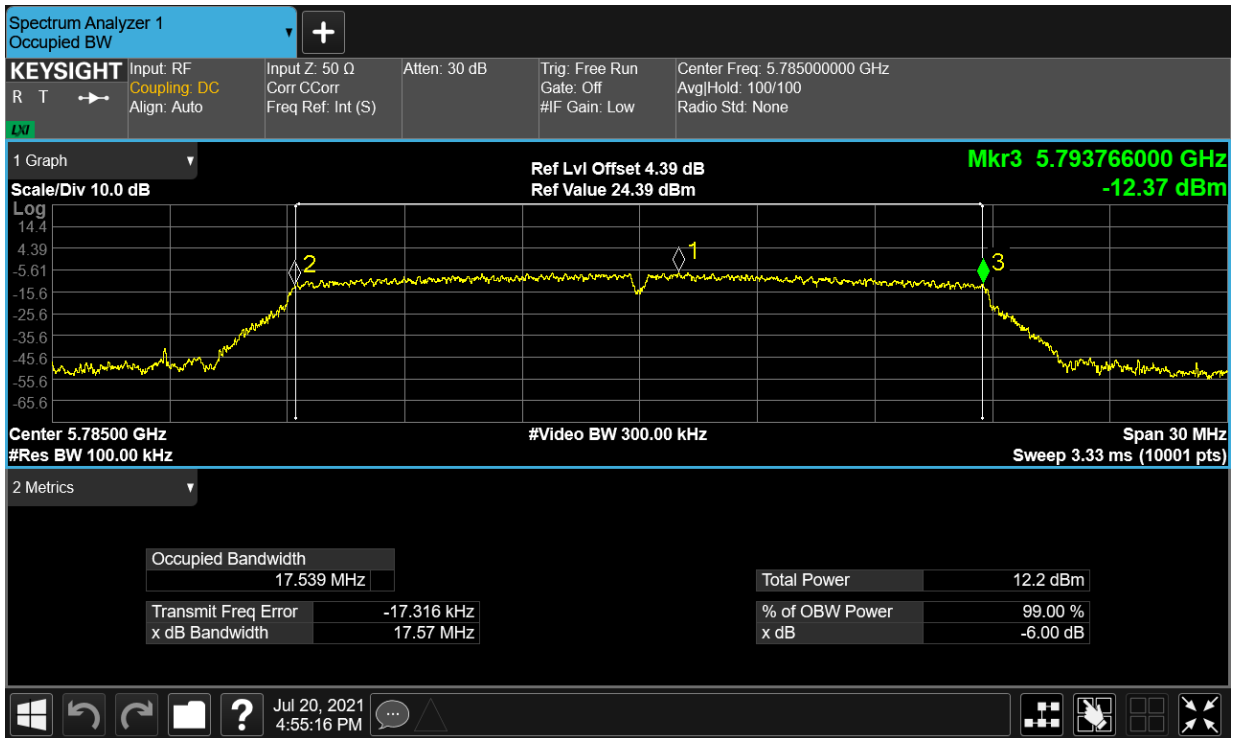 Spectrum Analyzer 1
Occupied BW
KEYSIGHT
R T
LXI
Input: RF
Coupling: DC
Align: Auto
Input Z: 50 Ω
Corr CCorr
Freq Ref: Int (S)
Atten: 30 dB
Trig: Free Run
Gate: Off
#IF Gain: Low
Center Freq: 5.785000000 GHz
Avg|Hold: 100/100
Radio Std: None
1 Graph
Scale/Div 10.0 dB
Ref Lvl Offset 4.39 dB
Ref Value 24.39 dBm
Mkr3 5.793766000 GHz
-12.37 dBm
Log
14.4
4.39
-5.61
-15.6
-25.6
-35.6
-45.6
-55.6
-65.6
2
1
3
Center 5.78500 GHz
#Video BW 300.00 kHz
Span 30 MHz
#Res BW 100.00 kHz
Sweep 3.33 ms (10001 pts)
2 Metrics
Occupied Bandwidth
17.539 MHz
Transmit Freq Error -17.316 kHz
x dB Bandwidth 17.57 MHz
Total Power 12.2 dBm
% of OBW Power 99.00 %
x dB -6.00 dB
?
Jul 20, 2021
4:55:16 PM